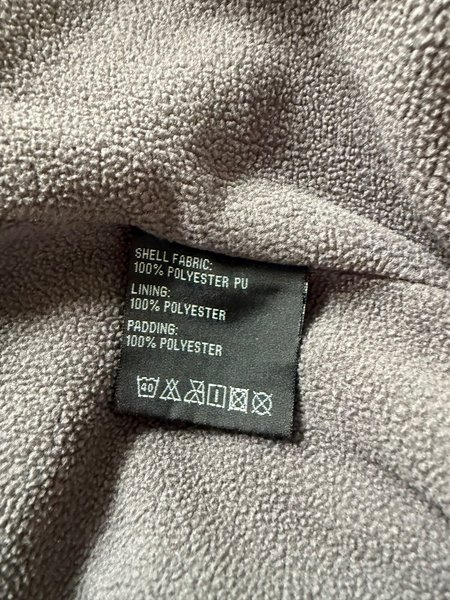 SHELL FABRIC:
100% POLYESTER PU
LINING:
100% POLYESTER
PADDING:
100% POLYESTER
40